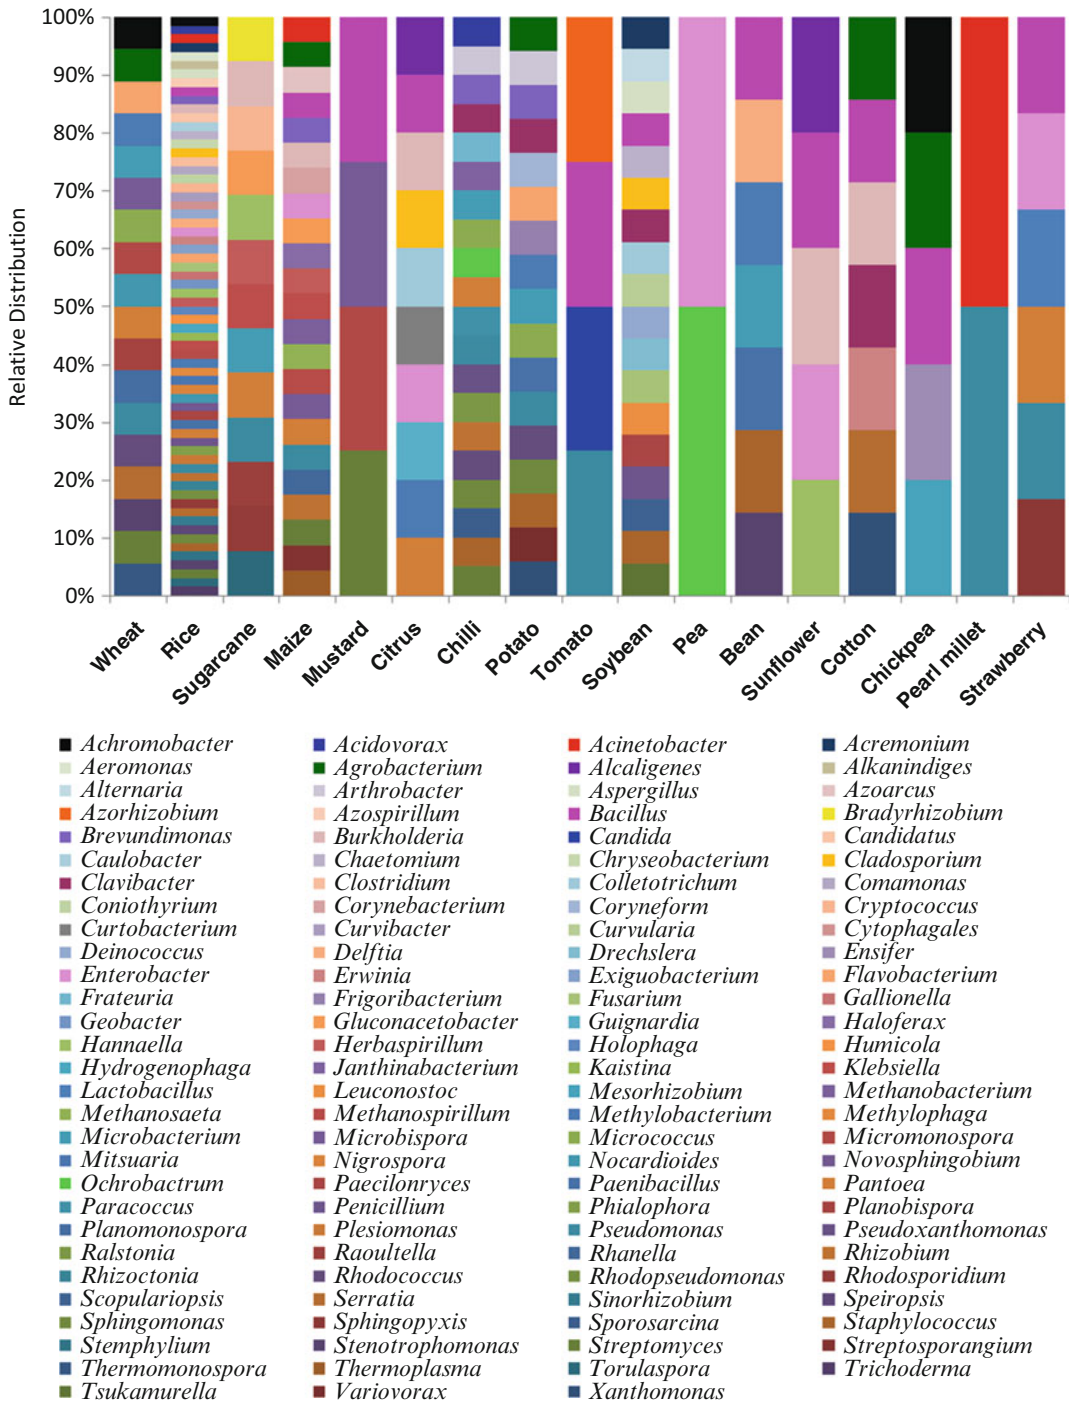 100%
90%
80%
70%
60%
50%
40%
30%
20%
10%
0%
Relative Distribution
Wheat
Rice
Sugarcane
Maize
Mustard
Citrus
Chilli
Potato
Tomato
Soybean
Pea
Bean
Sunflower
Cotton
Chickpea
Pearl millet
Strawberry
Achromobacter Acidovorax Acinetobacter Acremonium
Aeromonas Agrobacterium Alcaligenes Alkanindiges
Alternaria Arthrobacter Aspergillus Azoarcus
Azorhizobium Azospirillum Bacillus Bradyrhizobium
Brevundimonas Burkholderia Candida Candidatus
Caulobacter Chaetomium Chryseobacterium Cladosporium
Clavibacter Clostridium Colletotrichum Comamonas
Coniothyrium Corynebacterium Coryneform Cryptococcus
Curtobacterium Curvibacter Curvularia Cytophagales
Deinococcus Delftia Drechslera Ensifer
Enterobacter Erwinia Exiguobacterium Flavobacterium
Frateuria Frigoribacterium Fusarium Gallionella
Geobacter Gluconacetobacter Guignardia Haloferax
Hannaella Herbaspirillum Holophaga Humicola
Hydrogenophaga Janthinabacterium Kaistina Klebsiella
Lactobacillus Leuconostoc Mesorhizobium Methanobacterium
Methanosaeta Methanospirillum Methylobacterium Methylophaga
Microbacterium Microbispora Micrococcus Micromonospora
Mitsuaria Nigrospora Nocardioides Novosphingobium
Ochrobactrum Paecilonryces Paenibacillus Pantoea
Paracoccus Penicillium Phialophora Planobispora
Planomonospora Plesiomonas Pseudomonas Pseudoxanthomonas
Ralstonia Raoultella Rhanella Rhizobium
Rhizoctonia Rhodococcus Rhodopseudomonas Rhodosporidium
Scopulariopsis Serratia Sinorhizobium Speiropsis
Sphingomonas Sphingopyxis Sporosarcina Staphylococcus
Stemphylium Stenotrophomonas Streptomyces Streptosporangium
Thermomonospora Thermoplasma Torulaspora Trichoderma
Tsukamurella Variovorax Xanthomonas